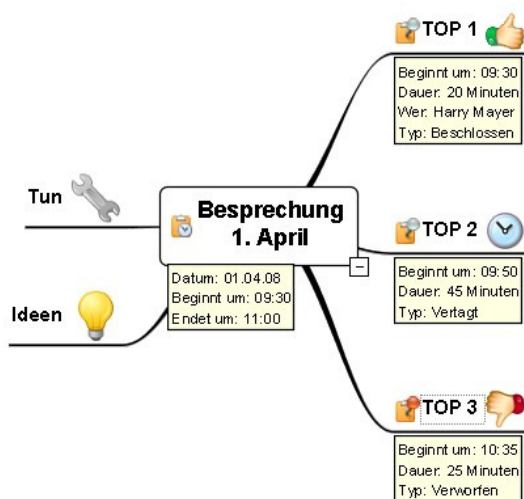 TOP 1
Beginnt um: 09:30
Dauer: 20 Minuten
Wer: Harry Mayer
Typ: Beschlossen
Tun
Besprechung
1. April
Datum: 01.04.08
Beginnt um: 09:30
Endet um: 11:00
TOP 2
Beginnt um: 09:50
Dauer: 45 Minuten
Typ: Vertagt
Ideen
TOP 3
Beginnt um: 10:35
Dauer: 25 Minuten
Typ: Verworfen